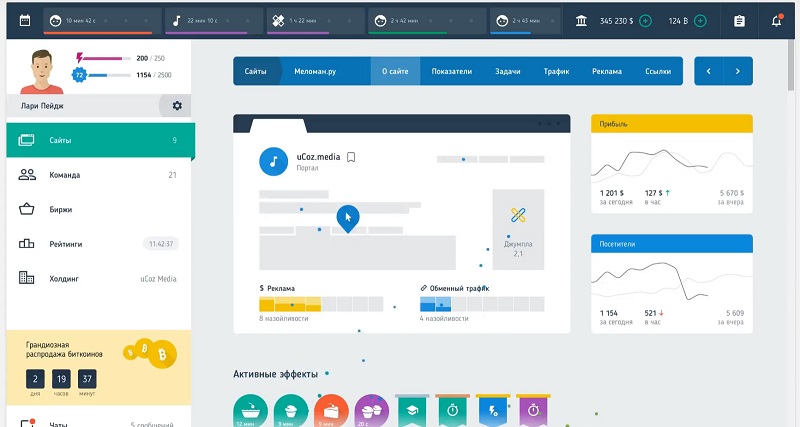 10 мин 42 с
22 мин 10 с
1 ч 22 мин
2 ч 42 мин
2 ч 43 мин
345 230 $
124 B
200 / 250
72
1154 / 2500
Лари Пейдж
Сайты 9
Команда 21
Биржи
Рейтинги 11:42:37
Холдинг uCoz Media
Грандиозная
распродажа биткоинов
2 19 37
дня часов минут
Чаты 5 сообщений
Сайты Меломан.ру О сайте Показатели Задачи Трафик Реклама Ссылки
uCoz.media
Портал
Джумпла
2.1
$ Реклама
8 назойливости
Обменный трафик
4 назойливости
Прибыль
1 201 $ 127 $ 5 670 $
за сегодня в час за вчера
Посетители
1 154 521 5 609
за сегодня в час за вчера
Активные эффекты
12 мин 9 мин 9 мин 20 с